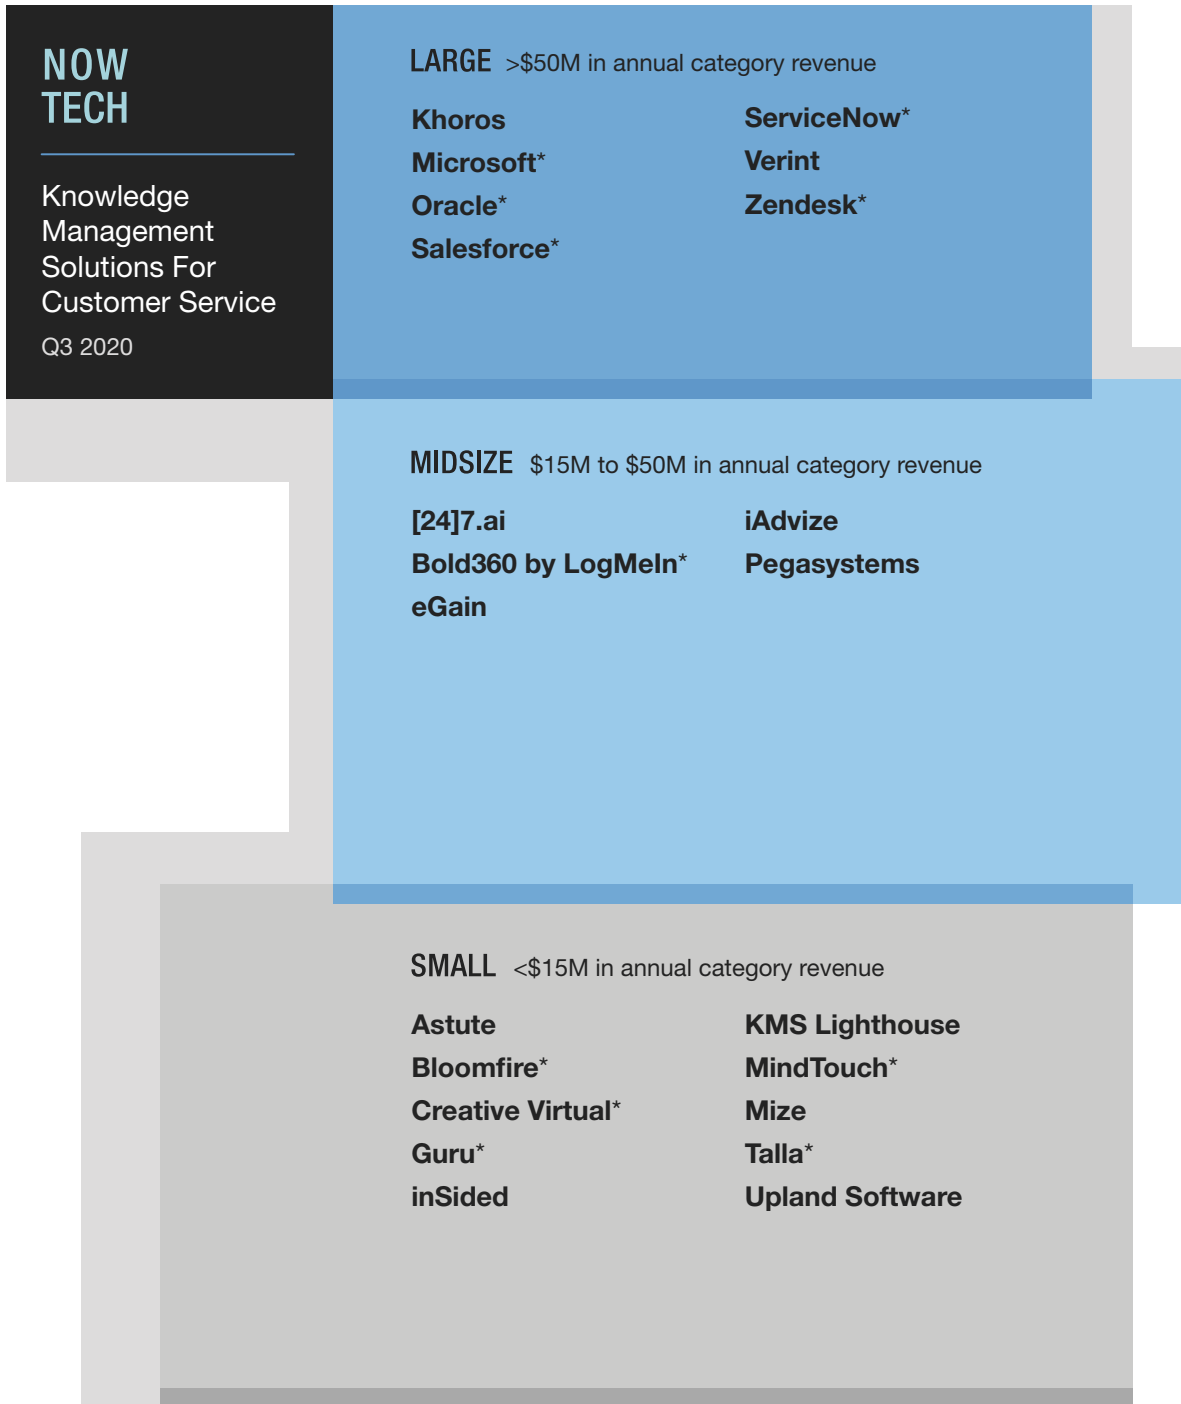 NOW
TECH
Knowledge
Management
Solutions For
Customer Service
Q3 2020
LARGE >$50M in annual category revenue
Khoros
Microsoft*
Oracle*
Salesforce*
ServiceNow*
Verint
Zendesk*
MIDSIZE $15M to $50M in annual category revenue
[24]7.ai
Bold360 by LogMeIn*
eGain
iAdvize
Pegasystems
SMALL <$15M in annual category revenue
Astute
Bloomfire*
Creative Virtual*
Guru*
inSided
KMS Lighthouse
MindTouch*
Mize
Talla*
Upland Software